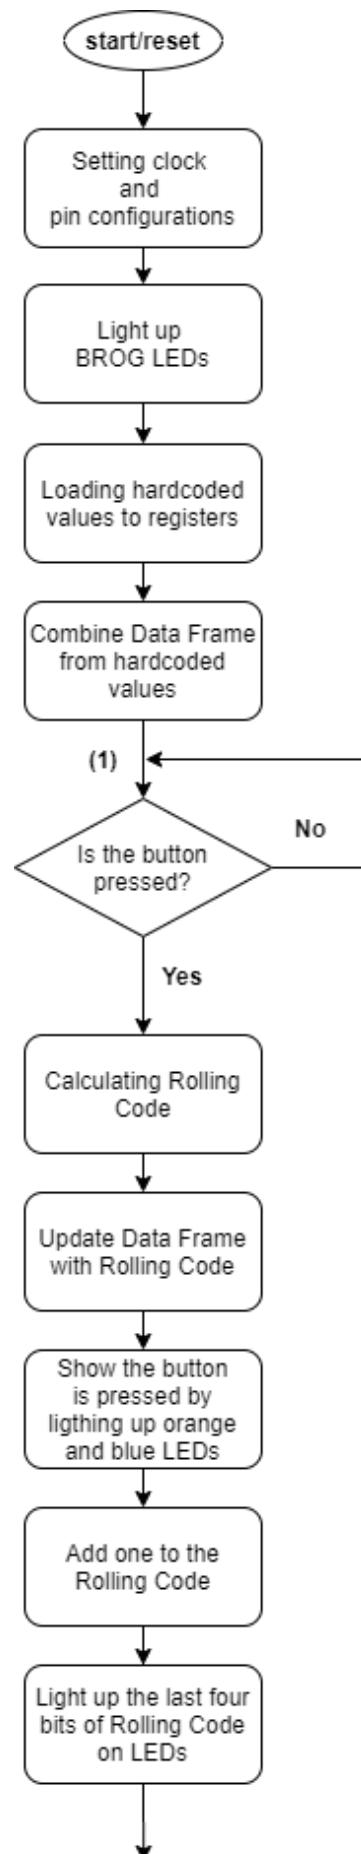 start/reset
Setting clock
and
pin configurations
Light up
BROG LEDs
Loading hardcoded
values to registers
Combine Data Frame
from hardcoded
values
(1)
Is the button
pressed?
No
Yes
Calculating Rolling
Code
Update Data Frame
with Rolling Code
Show the button
is pressed by
ligthing up orange
and blue LEDs
Add one to the
Rolling Code
Light up the last four
bits of Rolling Code
on LEDs